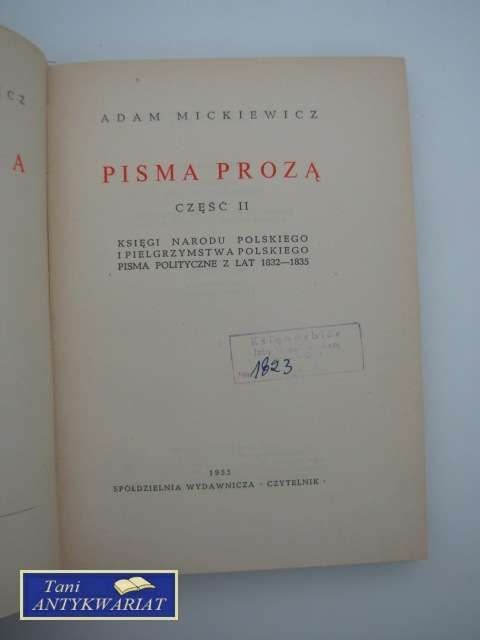 ICZ
A
ADAM MICKIEWICZ
PISMA PROZĄ
CZĘŚĆ II
KSIĘGI NARODU POLSKIEGO
I PIELGRZYMSTWA POLSKIEGO
PISMA POLITYCZNE Z LAT 1832—1835
1823
SPÓŁDZIELNIA WYDAWNICZA · CZYTELNIK ·
Tani
ANTYKWARIAT